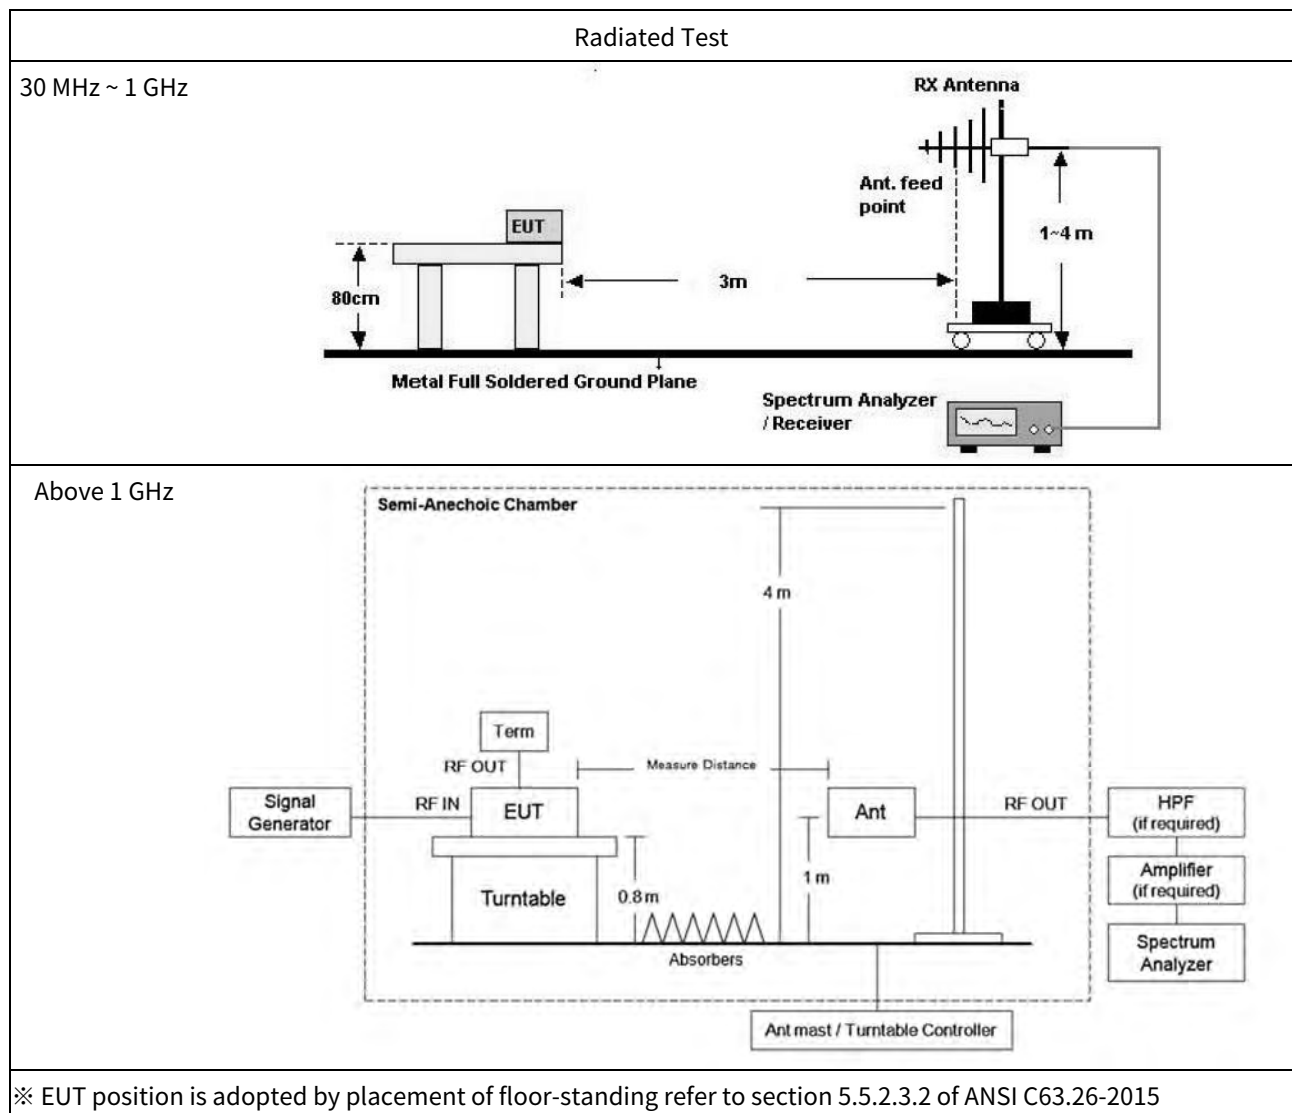 Radiated Test
30 MHz ~ 1 GHz
RX Antenna
Ant. feed
point
EUT
1~4 m
3m
80cm
Metal Full Soldered Ground Plane
Spectrum Analyzer
/ Receiver
Above 1 GHz
Semi-Anechoic Chamber
4 m
Term
RF OUT
Measure Distance
Signal
Generator
RF IN
EUT
Ant
RF OUT
HPF
(if required)
Turntable
0.8 m
1 m
Amplifier
(if required)
Absorbers
Spectrum
Analyzer
Ant mast / Turntable Controller
※ EUT position is adopted by placement of floor-standing refer to section 5.5.2.3.2 of ANSI C63.26-2015